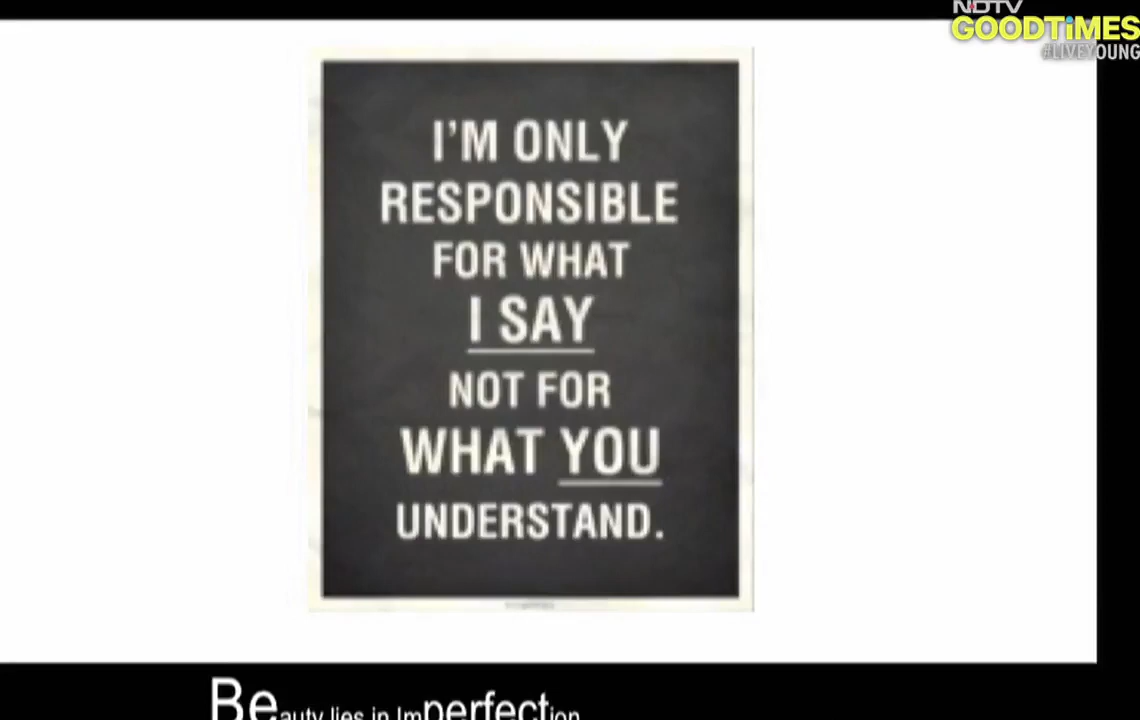 NDTV
GOODTiMES
#LIVEYOUNG
I'M ONLY
RESPONSIBLE
FOR WHAT
I SAY
NOT FOR
WHAT YOU
UNDERSTAND.
Beauty lies in Imperfection